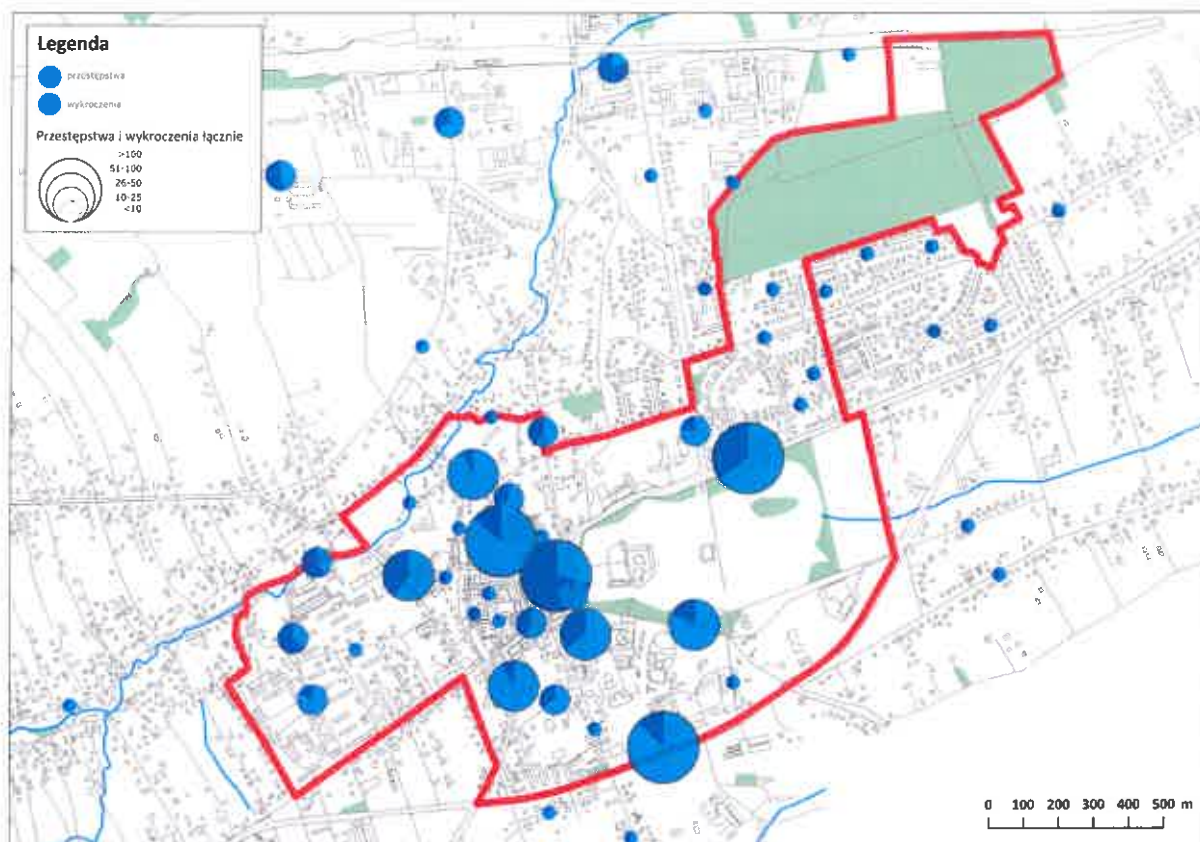 Legenda
przestępstwa
wykroczenia
Przestępstwa i wykroczenia łącznie
>100
51-100
26-50
10-25
<10
0 100 200 300 400 500 m